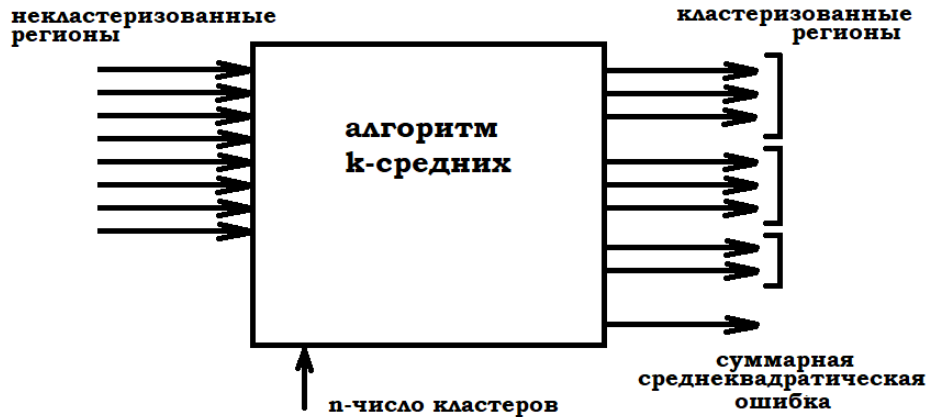 некластеризованные
регионы
кластеризованные
регионы
алгоритм
k-средних
n-число кластеров
суммарная
среднеквадратическая
ошибка